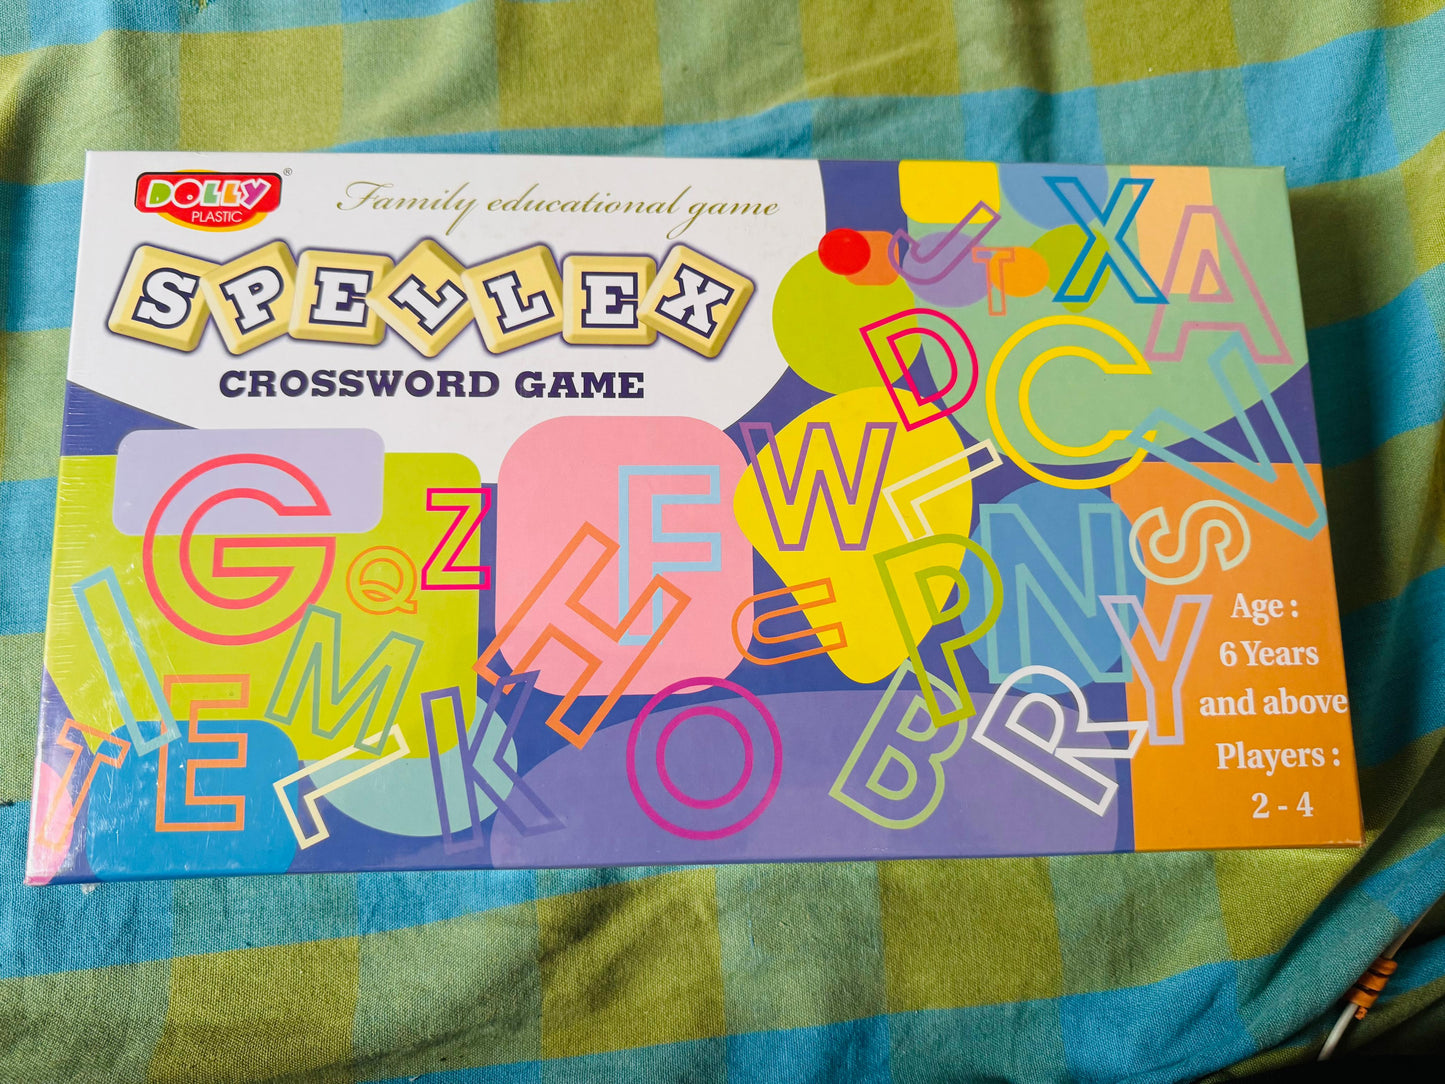 DOLLY
PLASTIC
®
Family educational game
SPELLEX
CROSSWORD GAME
J T X A
D C V
G Q Z F W L N S
I M H U P Y
T E L K O B R
Age :
6 Years
and above
Players :
2 - 4